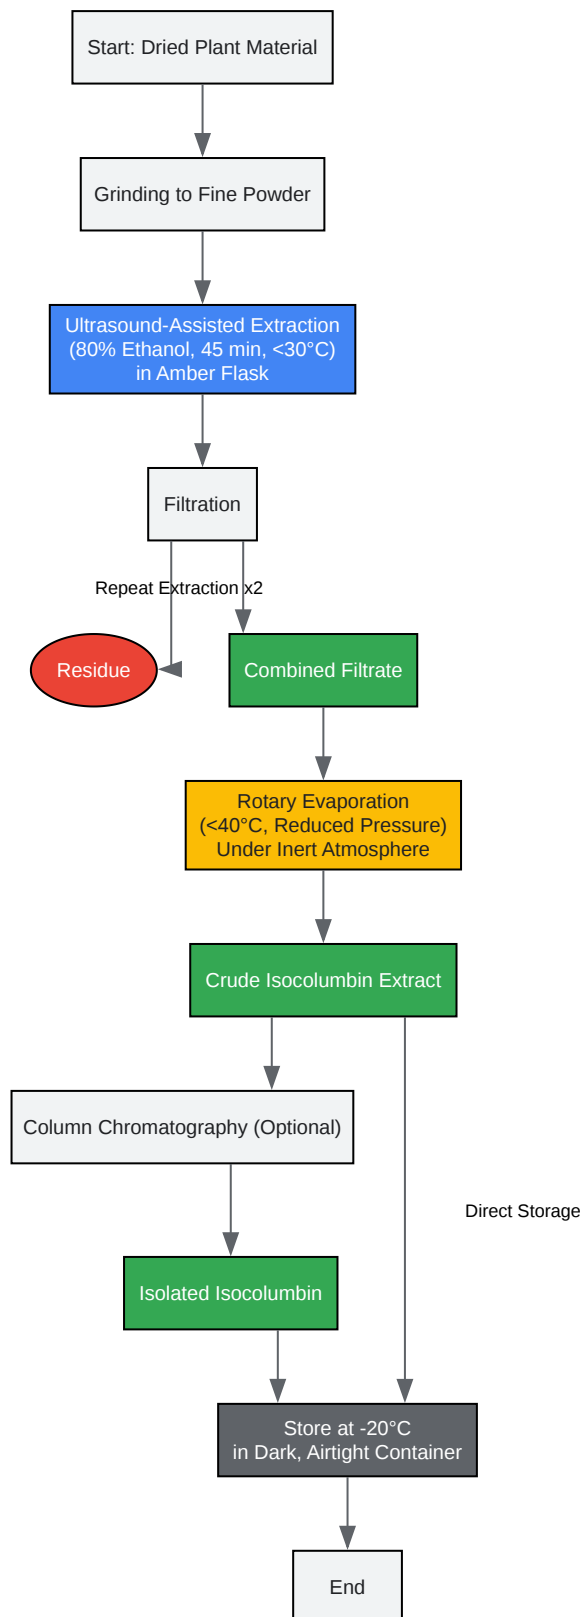 Start: Dried Plant Material
Grinding to Fine Powder
Ultrasound-Assisted Extraction
(80% Ethanol, 45 min, <30°C)
in Amber Flask
Filtration
Repeat Extraction x2
Residue
Combined Filtrate
Rotary Evaporation
(<40°C, Reduced Pressure)
Under Inert Atmosphere
Crude Isocolumbin Extract
Column Chromatography (Optional)
Direct Storage
Isolated Isocolumbin
Store at -20°C
in Dark, Airtight Container
End